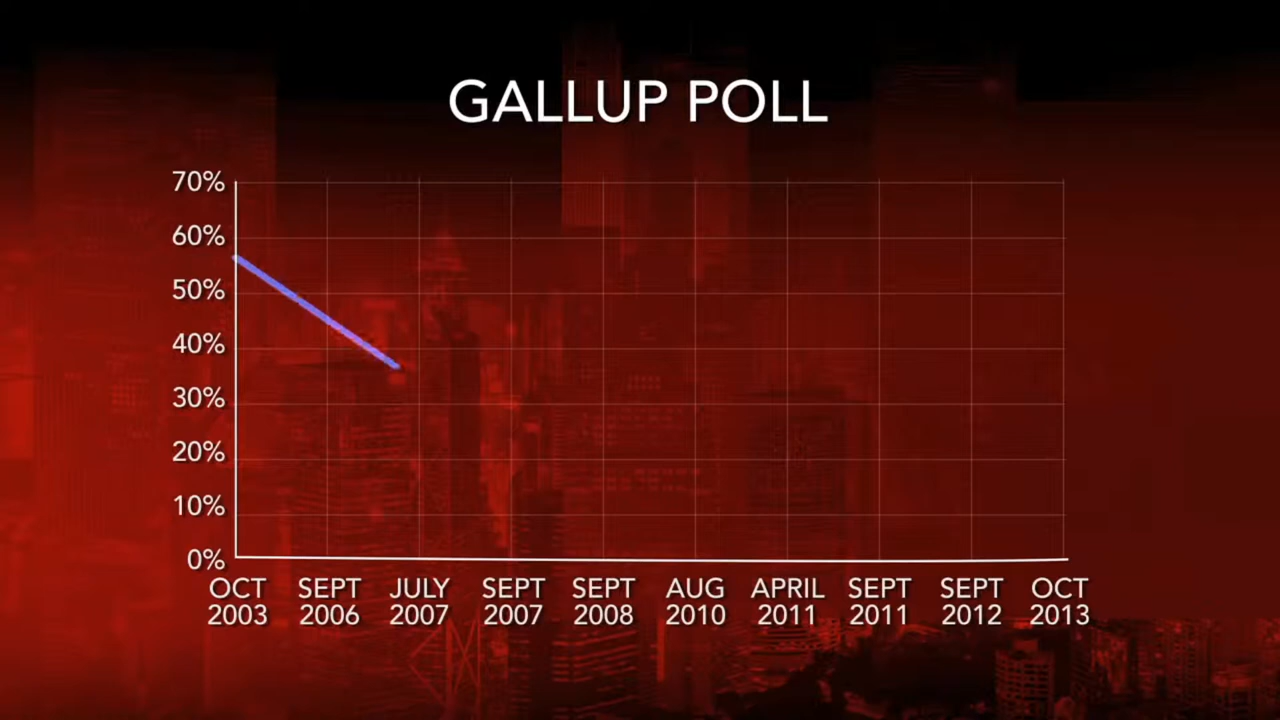 GALLUP POLL
70%
60%
50%
40%
30%
20%
10%
0%
OCT SEPT JULY SEPT SEPT AUG APRIL SEPT SEPT OCT
2003 2006 2007 2007 2008 2010 2011 2011 2012 2013